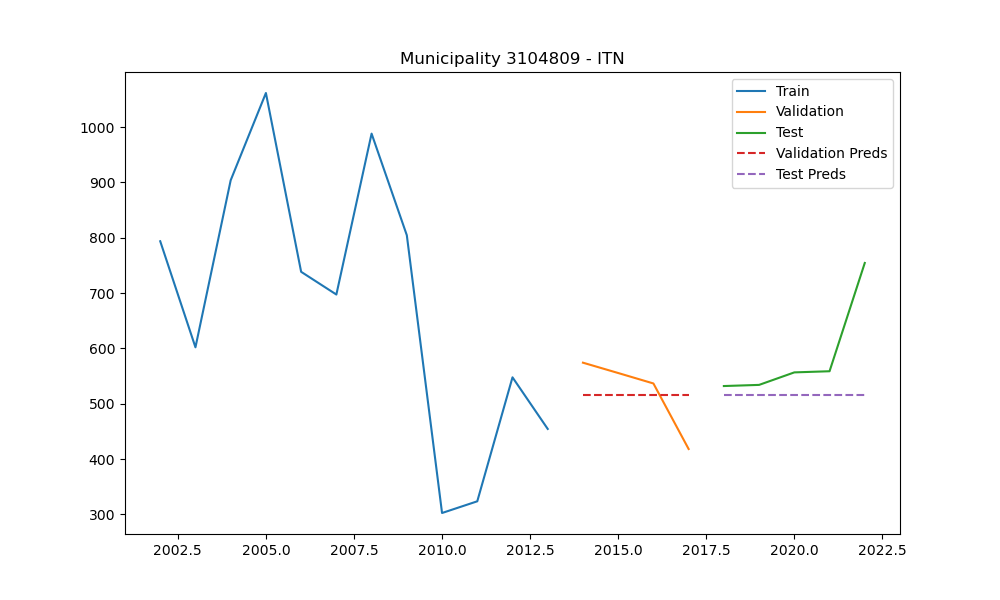 Municipality 3104809 - ITN
Train
Validation
Test
Validation Preds
Test Preds
1000
900
800
700
600
500
400
300
2002.5 2005.0 2007.5 2010.0 2012.5 2015.0 2017.5 2020.0 2022.5